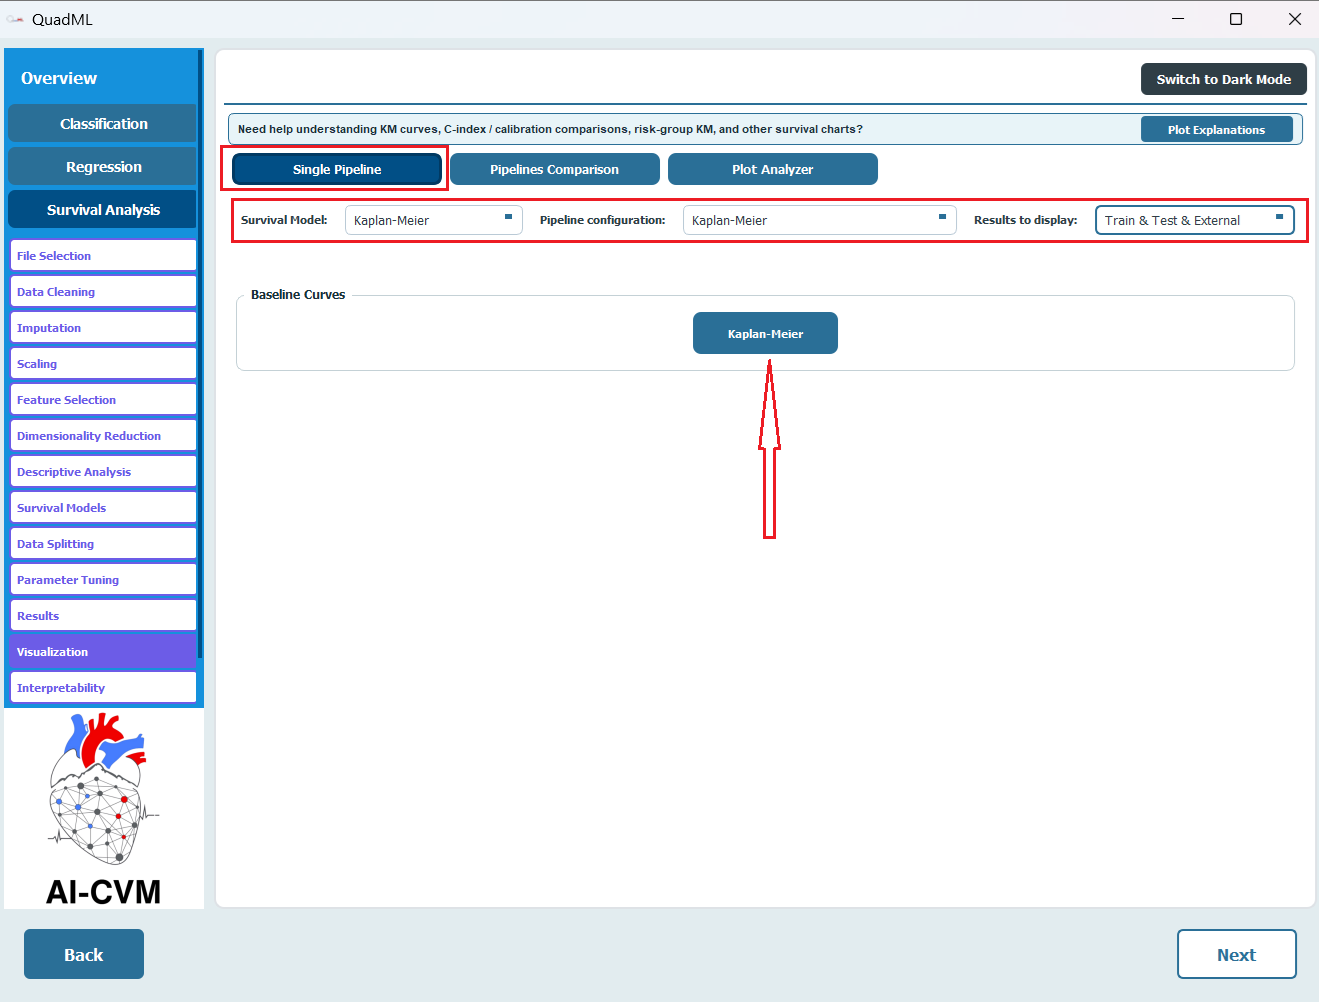 QuadML
Overview
Classification
Regression
Survival Analysis
File Selection
Data Cleaning
Imputation
Scaling
Feature Selection
Dimensionality Reduction
Descriptive Analysis
Survival Models
Data Splitting
Parameter Tuning
Results
Visualization
Interpretability
AI-CVM
Back
Switch to Dark Mode
Need help understanding KM curves, C-index / calibration comparisons, risk-group KM, and other survival charts? Plot Explanations
Single Pipeline Pipelines Comparison Plot Analyzer
Survival Model: Kaplan-Meier Pipeline configuration: Kaplan-Meier Results to display: Train & Test & External
Baseline Curves
Kaplan-Meier
Next